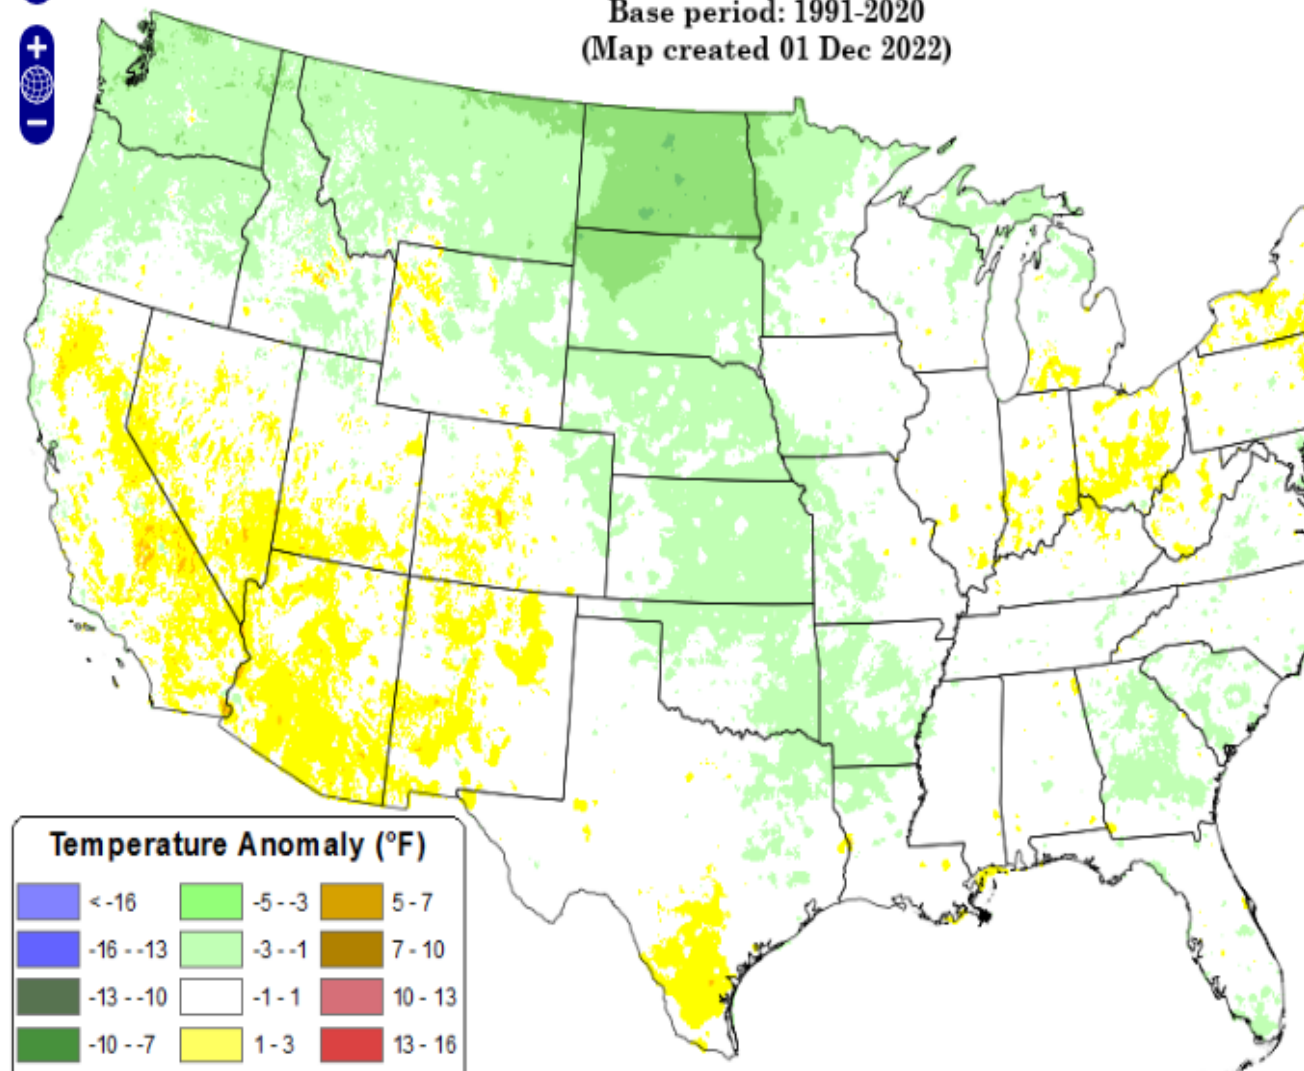 Base period: 1991-2020
(Map created 01 Dec 2022)
Temperature Anomaly (°F)
< -16
-5 - -3
5 - 7
-16 - -13
-3 - -1
7 - 10
-13 - -10
-1 - 1
10 - 13
-10 - -7
1 - 3
13 - 16